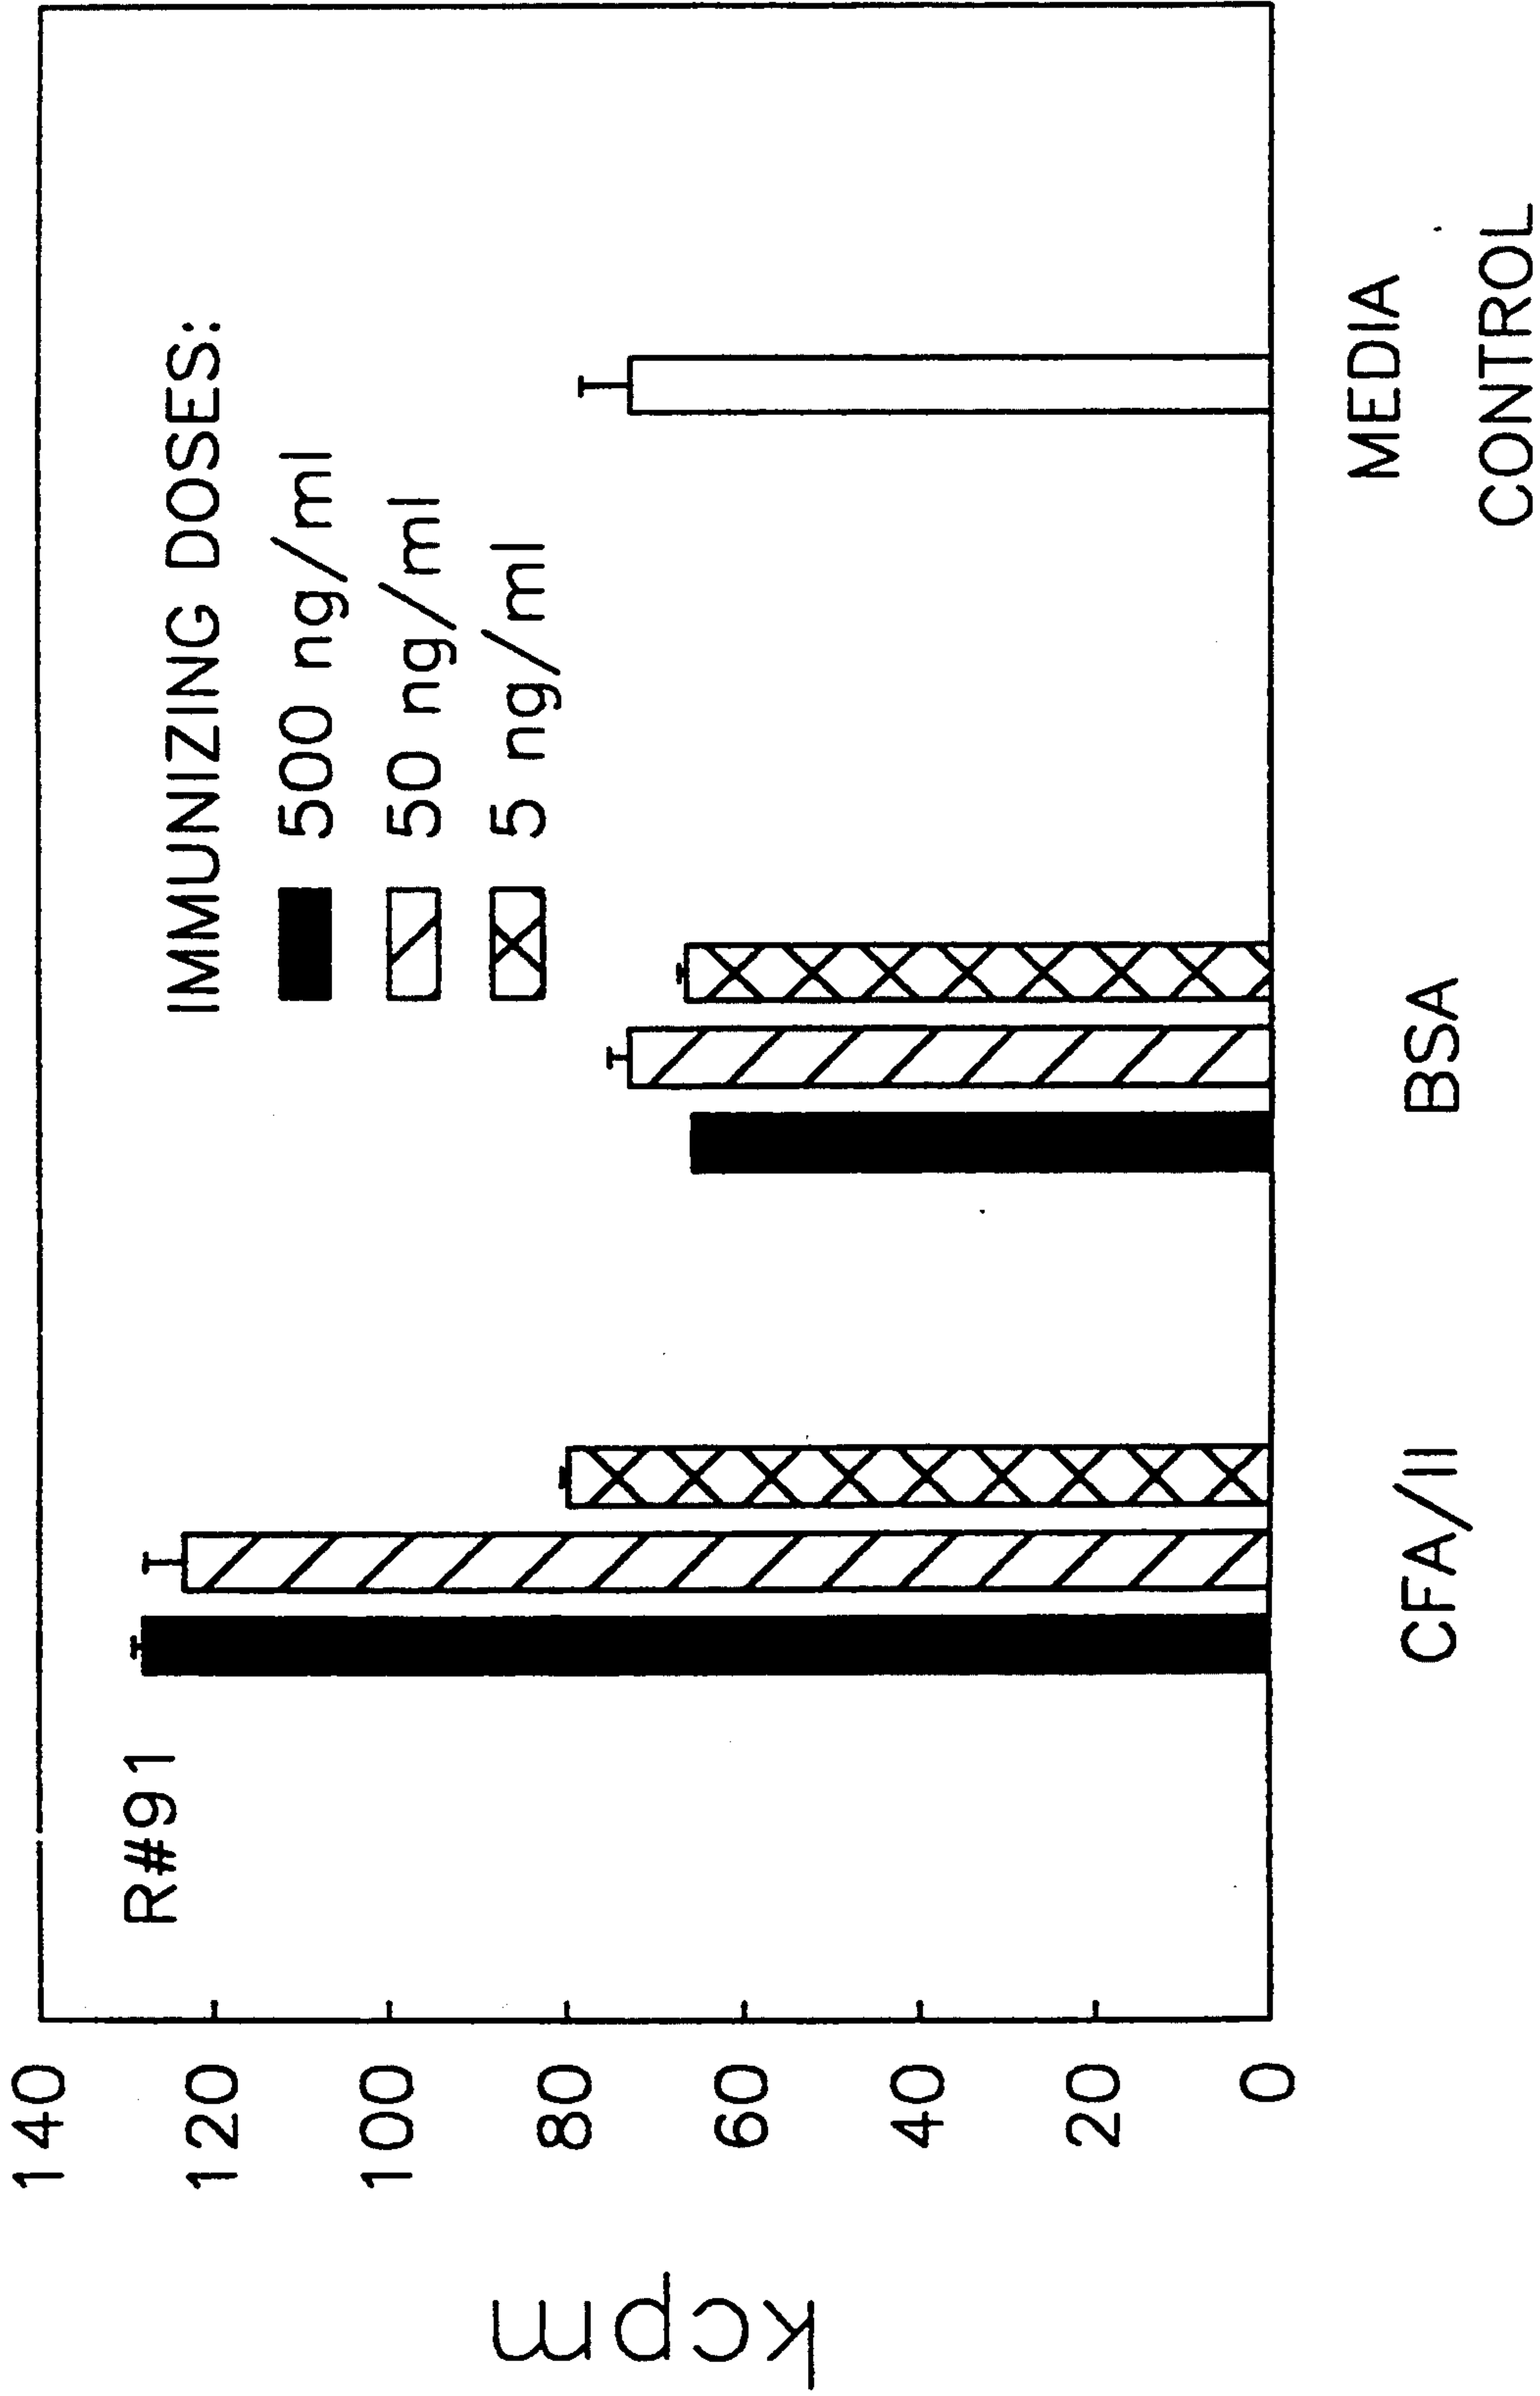 R#91
IMMUNIZING DOSES:
500 ng/ml
50 ng/ml
5 ng/ml
kcpm
140
120
100
80
60
40
20
0
CFA/II
BSA
MEDIA
CONTROL